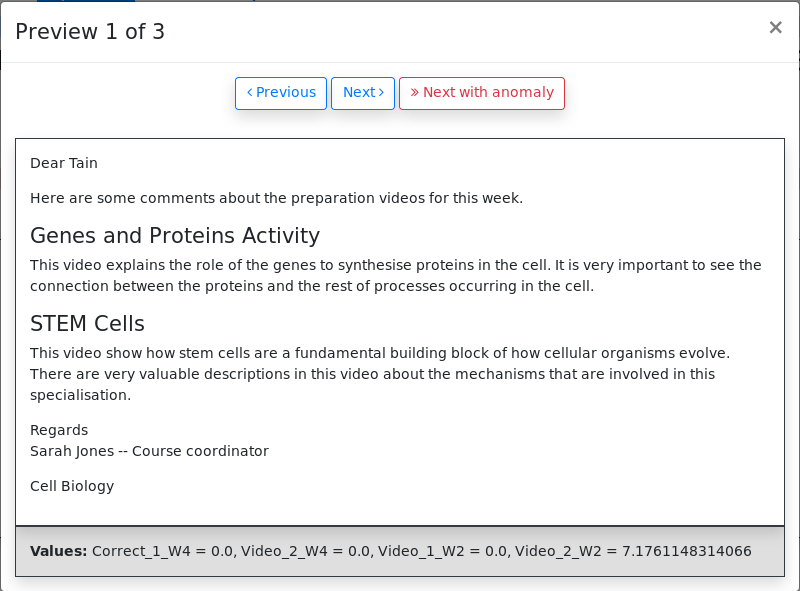 Preview 1 of 3
×
‹ Previous
Next ›
» Next with anomaly
Dear Tain
Here are some comments about the preparation videos for this week.
Genes and Proteins Activity
This video explains the role of the genes to synthesise proteins in the cell. It is very important to see the
connection between the proteins and the rest of processes occurring in the cell.
STEM Cells
This video show how stem cells are a fundamental building block of how cellular organisms evolve.
There are very valuable descriptions in this video about the mechanisms that are involved in this
specialisation.
Regards
Sarah Jones -- Course coordinator
Cell Biology
Values: Correct_1_W4 = 0.0, Video_2_W4 = 0.0, Video_1_W2 = 0.0, Video_2_W2 = 7.1761148314066